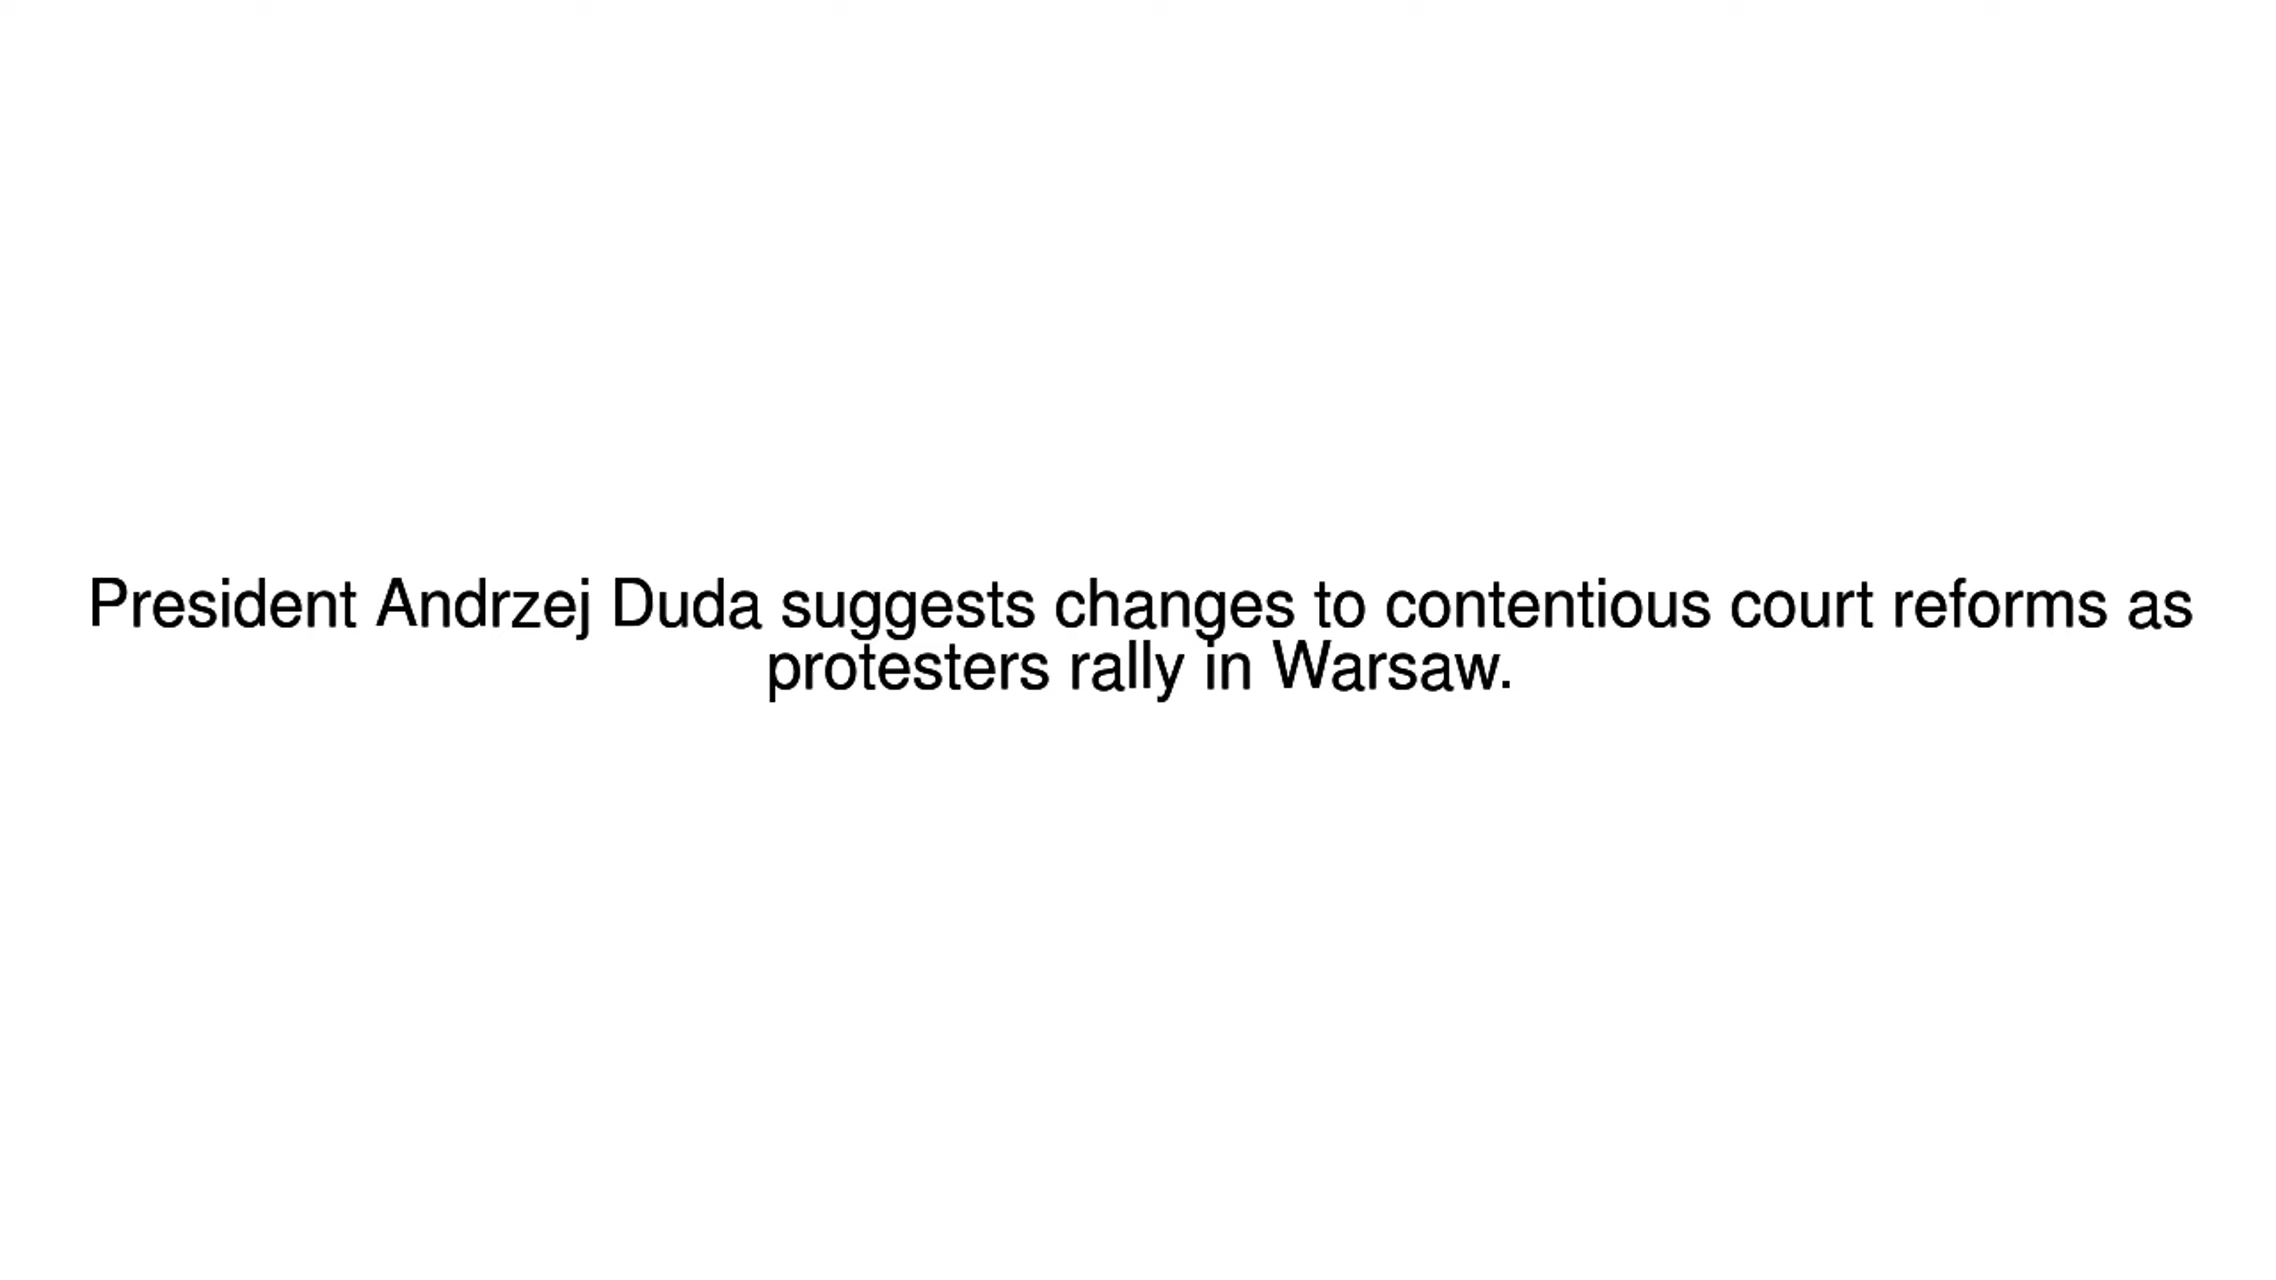 President Andrzej Duda suggests changes to contentious court reforms as
protesters rally in Warsaw.